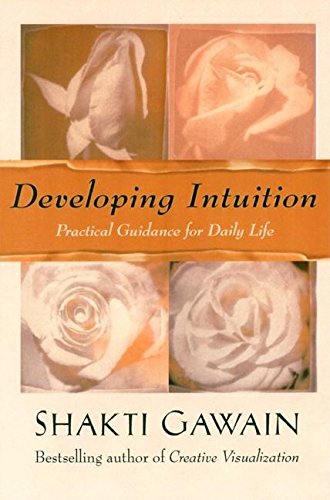 Developing Intuition
Practical Guidance for Daily Life
SHAKTI GAWAIN
Bestselling author of Creative Visualization